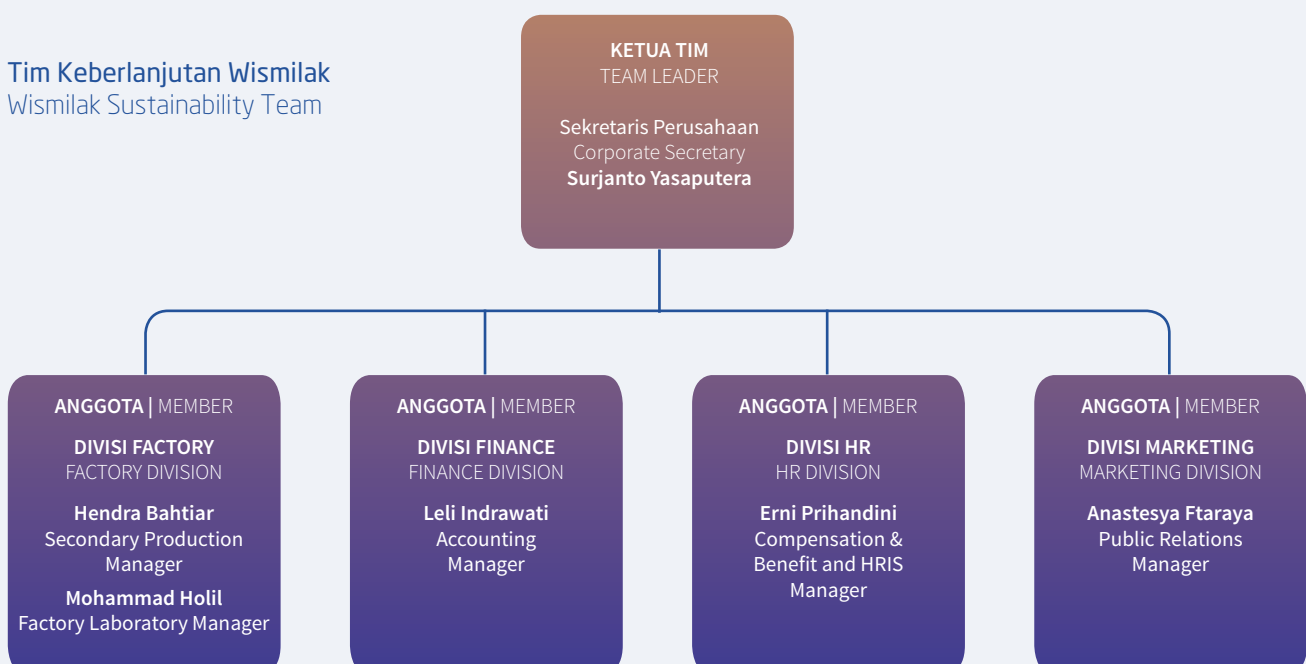 Tim Keberlanjutan Wismilak
Wismilak Sustainability Team
KETUA TIM
TEAM LEADER
Sekretaris Perusahaan
Corporate Secretary
Surjanto Yasaputera
ANGGOTA | MEMBER
DIVISI FACTORY
FACTORY DIVISION
Hendra Bahtiar
Secondary Production
Manager
Mohammad Holil
Factory Laboratory Manager
ANGGOTA | MEMBER
DIVISI FINANCE
FINANCE DIVISION
Leli Indrawati
Accounting
Manager
ANGGOTA | MEMBER
DIVISI HR
HR DIVISION
Erni Prihandini
Compensation &
Benefit and HRIS
Manager
ANGGOTA | MEMBER
DIVISI MARKETING
MARKETING DIVISION
Anastesya Ftaraya
Public Relations
Manager